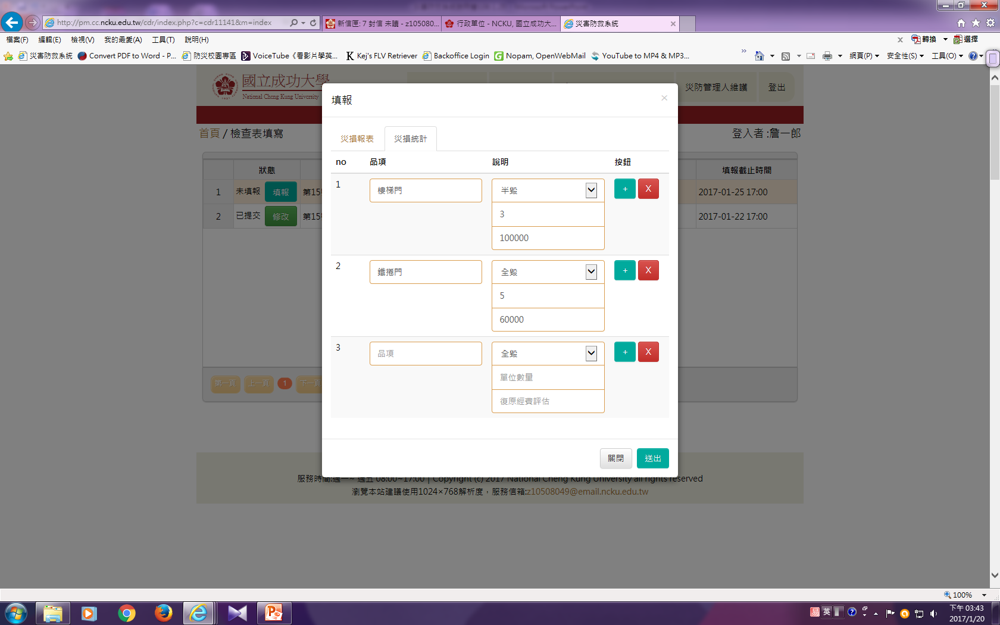 http://pm.cc.ncku.edu.tw/cdr/index.php?c=cdr11141&m=index
新信匣: 7 封信 未讀 - z105080...
行政單位 - NCKU, 國立成功大...
災害防救系統
檔案(F) 編輯(E) 檢視(V) 我的最愛(A) 工具(T) 說明(H)
x 轉換 選擇
災害防救系統 Convert PDF to Word - P... 防災校園專區 VoiceTube《看影片學英... Kej's FLV Retriever Backoffice Login Nopam, OpenWebMail YouTube to MP4 & MP3... 網頁(P) 安全性(S) 工具(O)
國立成功大學
National Cheng Kung University
災防管理人維護 登出
首頁 / 檢查表填寫
登入者 :詹一郎
狀態 填報截止時間
1 未填報 填報 第15 2017-01-25 17:00
2 已提交 修改 第15 2017-01-22 17:00
第一頁 上一頁 1 下一頁
填報 ×
災損報表 災損統計
no 品項 說明 按鈕
1 樓梯門 半毀 + X
3
100000
2 鐵捲門 全毀 + X
5
60000
3 品項 全毀 + X
單位數量
復原經費評估
關閉 送出
服務時間:週一~ 週五 08:00~17:00 | Copyright (c) 2017 National Cheng Kung University all rights reserved
瀏覽本站建議使用1024×768解析度，服務信箱:z10508049@email.ncku.edu.tw
100%
英
下午 03:43
2017/1/20